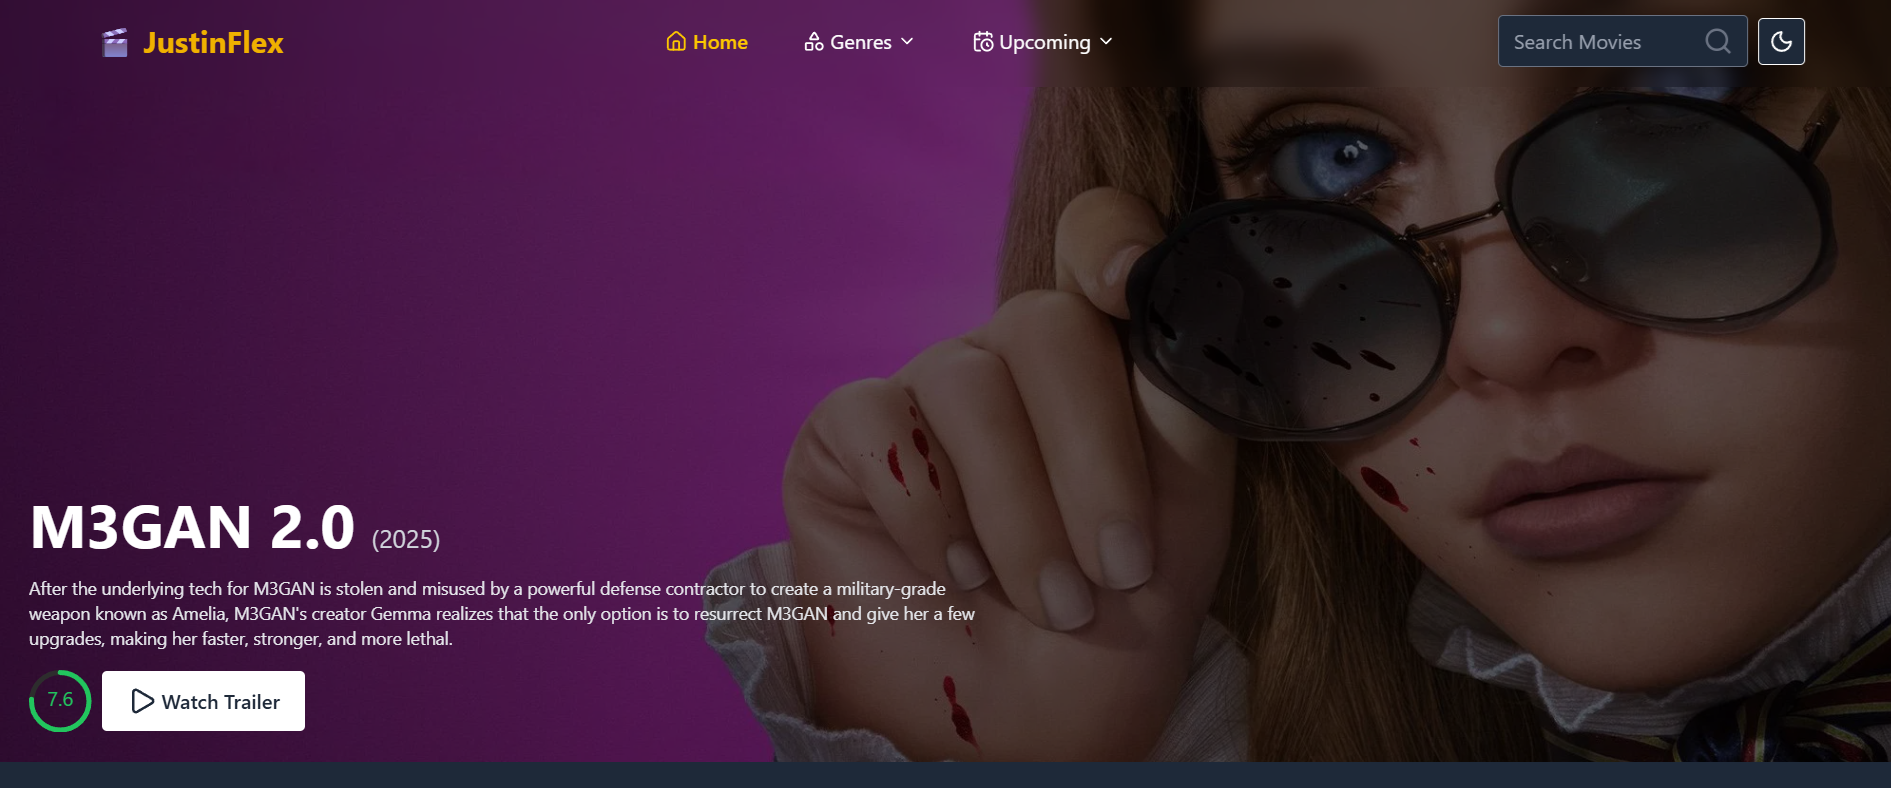 JustinFlex
Home
Genres
Upcoming
Search Movies
M3GAN 2.0 (2025)
After the underlying tech for M3GAN is stolen and misused by a powerful defense contractor to create a military-grade
weapon known as Amelia, M3GAN's creator Gemma realizes that the only option is to resurrect M3GAN and give her a few
upgrades, making her faster, stronger, and more lethal.
7.6
Watch Trailer